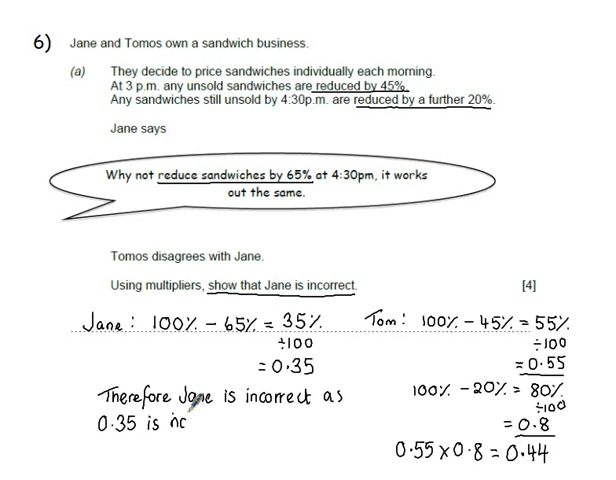 6) Jane and Tomos own a sandwich business.
(a) They decide to price sandwiches individually each morning.
At 3 p.m. any unsold sandwiches are reduced by 45%.
Any sandwiches still unsold by 4:30p.m. are reduced by a further 20%.
Jane says
Why not reduce sandwiches by 65% at 4:30pm, it works
out the same.
Tomos disagrees with Jane.
Using multipliers, show that Jane is incorrect. [4]
Jane: 100% - 65% = 35%
÷100
= 0.35
Therefore Jane is incorrect as
0.35 is
Tom: 100% - 45% = 55%
÷100
= 0.55
100% - 20% = 80%
÷100
= 0.8
0.55 x 0.8 = 0.44